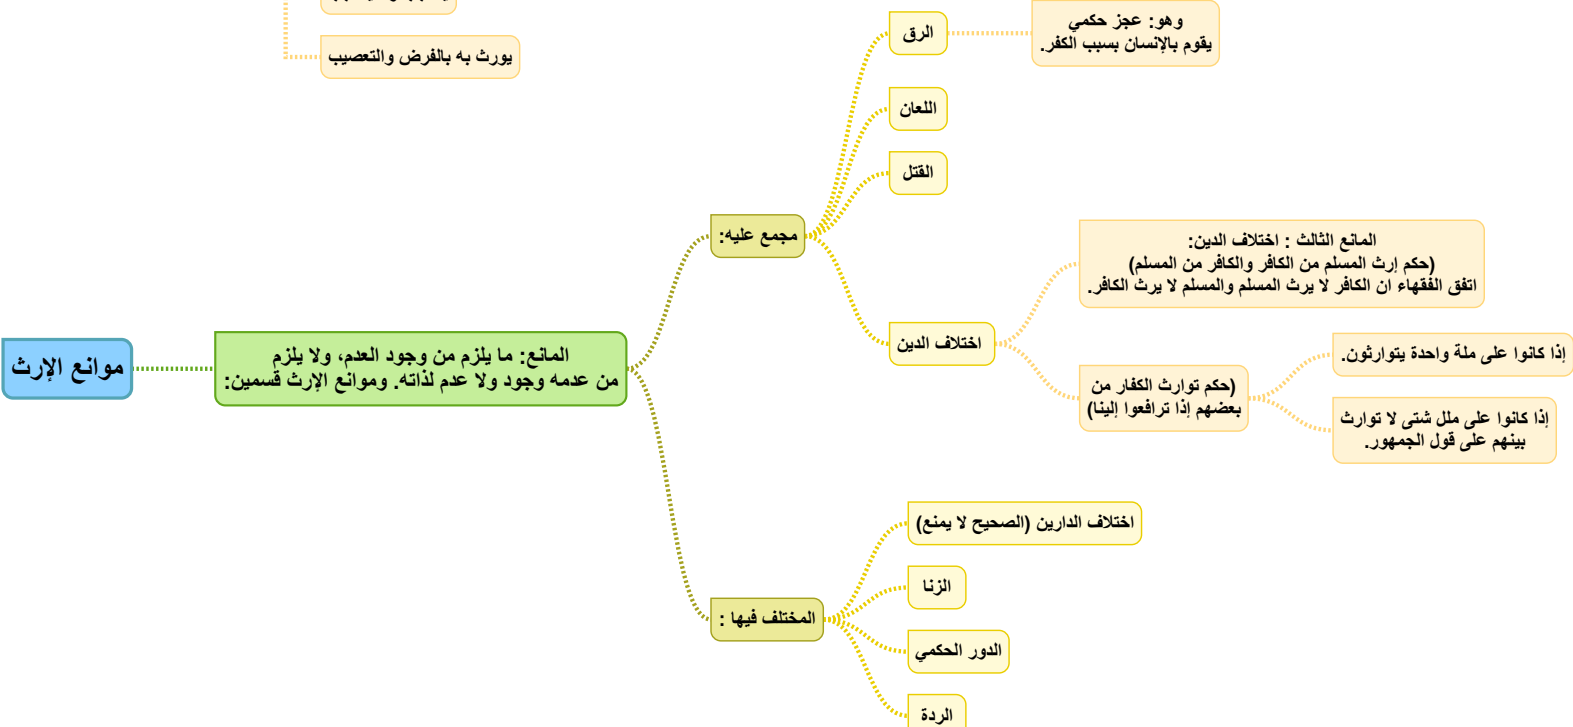 يورث به بالفرض والتعصيب
وهو: عجز حكمي
يقوم بالإنسان بسبب الكفر.
الرق
اللعان
القتل
مجمع عليه:
المانع الثالث : اختلاف الدين:
(حكم إرث المسلم من الكافر والكافر من المسلم)
اتفق الفقهاء ان الكافر لا يرث المسلم والمسلم لا يرث الكافر.
اختلاف الدين
إذا كانوا على ملة واحدة يتوارثون.
(حكم توارث الكفار من
بعضهم إذا ترافعوا إلينا)
إذا كانوا على ملل شتى لا توارث
بينهم على قول الجمهور.
موانع الإرث
المانع: ما يلزم من وجود العدم، ولا يلزم
من عدمه وجود ولا عدم لذاته. وموانع الإرث قسمين:
اختلاف الدارين (الصحيح لا يمنع)
الزنا
المختلف فيها :
الدور الحكمي
الردة